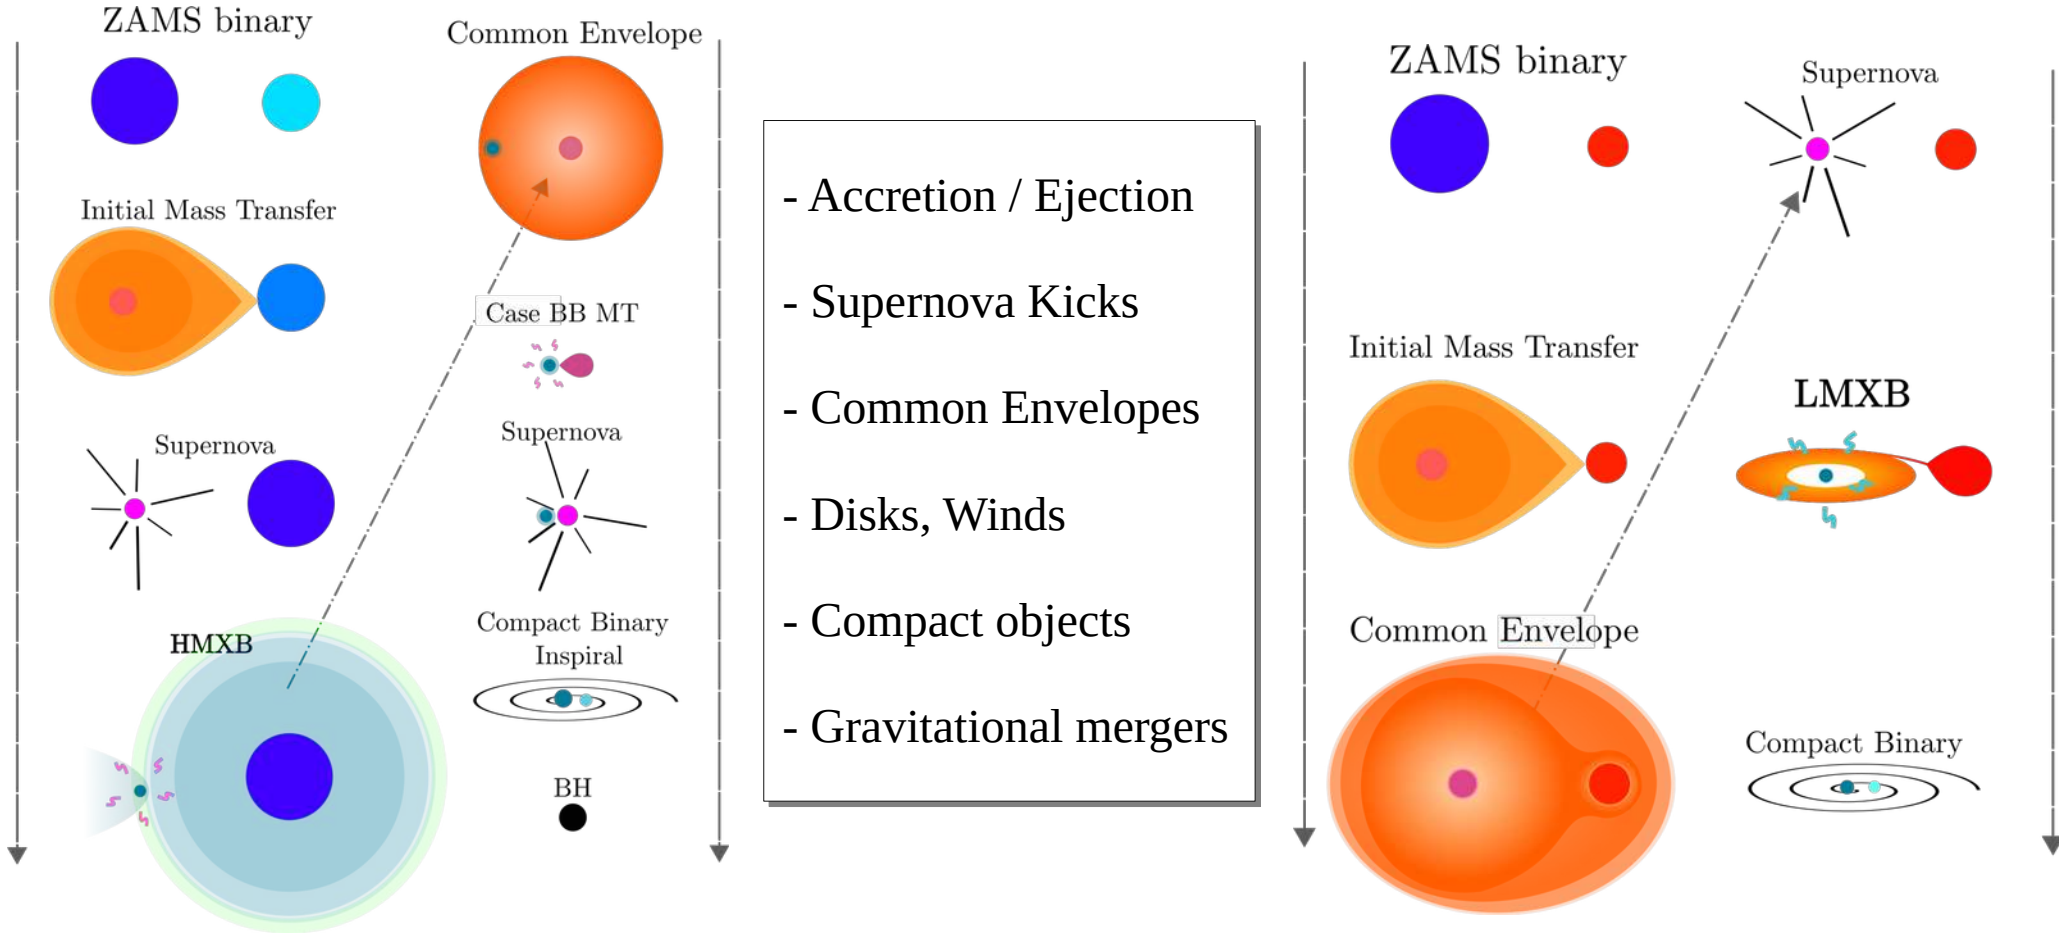 ZAMS binary
Initial Mass Transfer
Supernova
HMXB
Common Envelope
Case BB MT
Supernova
Compact Binary
Inspiral
BH
- Accretion / Ejection
- Supernova Kicks
- Common Envelopes
- Disks, Winds
- Compact objects
- Gravitational mergers
ZAMS binary
Initial Mass Transfer
Common Envelope
Supernova
LMXB
Compact Binary